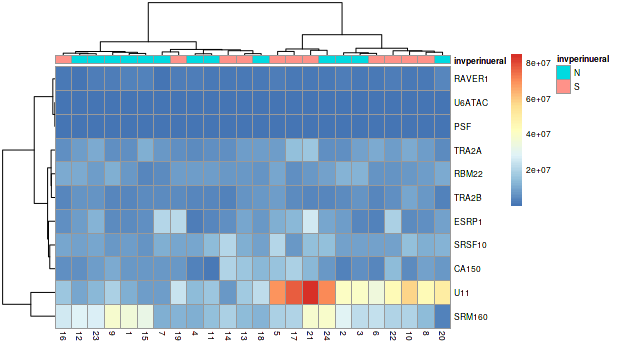 invperinueral
invperinueral
N
S
8e+07
6e+07
4e+07
2e+07
RAVER1
U6ATAC
PSF
TRA2A
RBM22
TRA2B
ESRP1
SRSF10
CA150
U11
SRM160
16 12 23 9 1 15 7 19 4 11 14 13 18 5 17 21 24 2 3 6 22 10 8 20